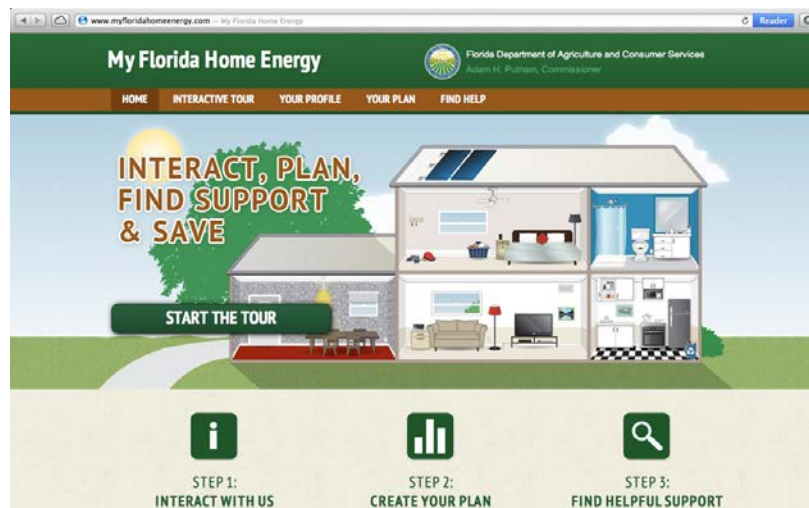 www.myfloridahomeenergy.com — My Florida Home Energy
Reader
My Florida Home Energy
Florida Department of Agriculture and Consumer Services
Adam H. Putnam, Commissioner
HOME INTERACTIVE TOUR YOUR PROFILE YOUR PLAN FIND HELP
INTERACT, PLAN,
FIND SUPPORT
& SAVE
START THE TOUR
STEP 1:
INTERACT WITH US
STEP 2:
CREATE YOUR PLAN
STEP 3:
FIND HELPFUL SUPPORT